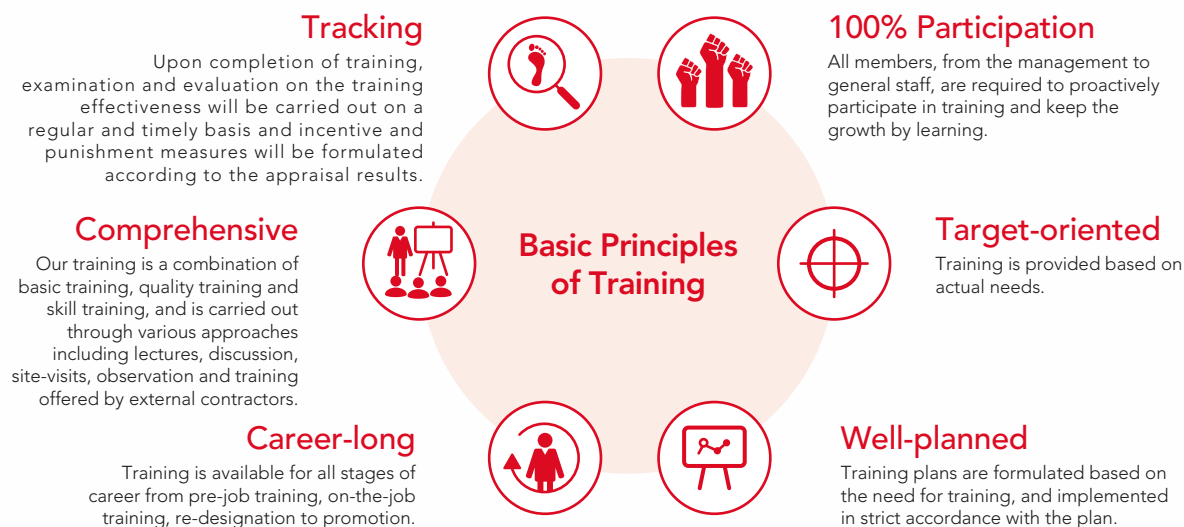 Tracking
Upon completion of training,
examination and evaluation on the training
effectiveness will be carried out on a
regular and timely basis and incentive and
punishment measures will be formulated
according to the appraisal results.
100% Participation
All members, from the management to
general staff, are required to proactively
participate in training and keep the
growth by learning.
Comprehensive
Our training is a combination of
basic training, quality training and
skill training, and is carried out
through various approaches
including lectures, discussion,
site-visits, observation and training
offered by external contractors.
Basic Principles
of Training
Target-oriented
Training is provided based on
actual needs.
Career-long
Training is available for all stages of
career from pre-job training, on-the-job
training, re-designation to promotion.
Well-planned
Training plans are formulated based on
the need for training, and implemented
in strict accordance with the plan.